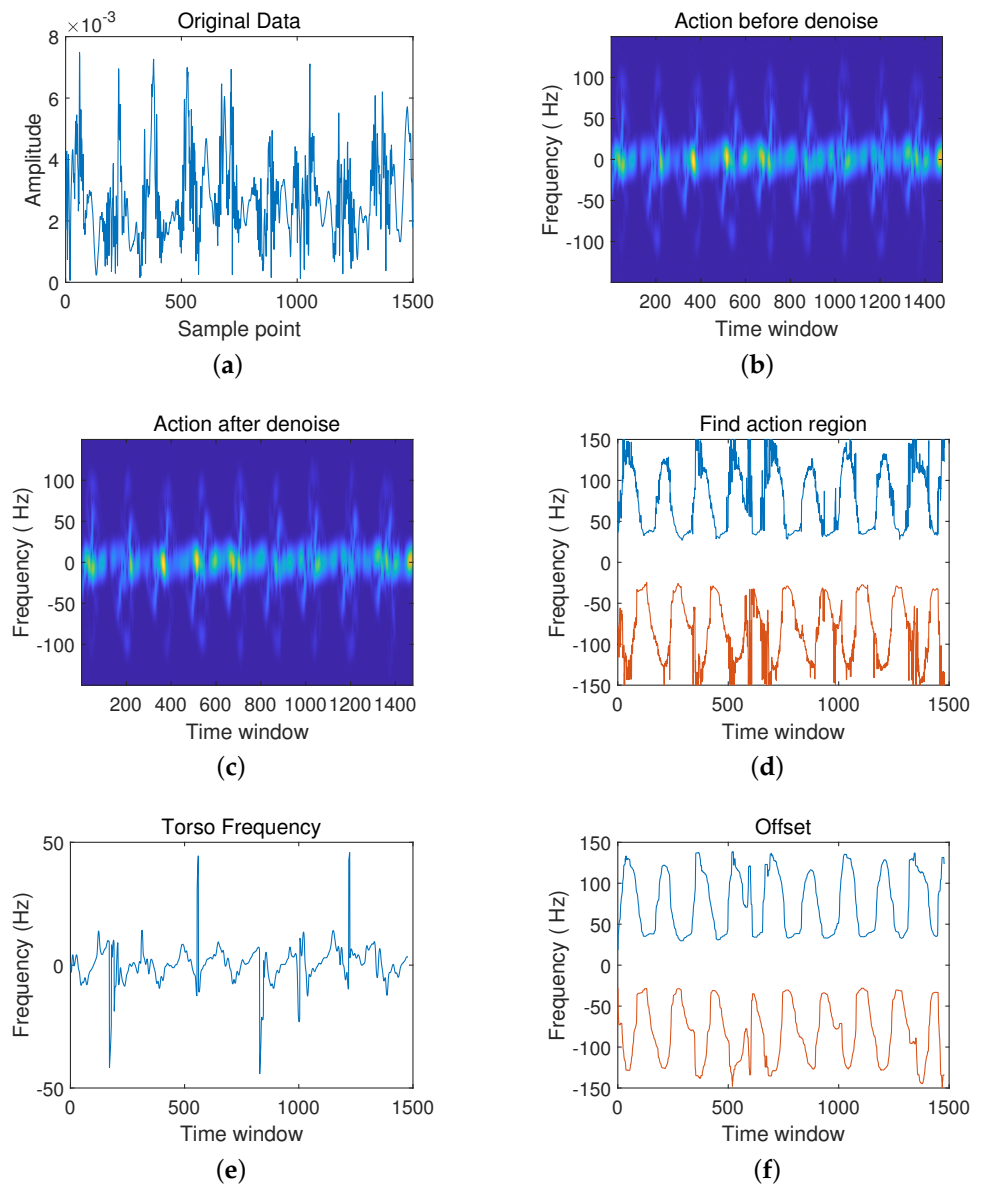 Original Data
×10⁻³
8
6
4
2
0
Amplitude
0 500 1000 1500
Sample point
(a)
Action before denoise
100
50
0
-50
-100
Frequency ( Hz)
200 400 600 800 1000 1200 1400
Time window
(b)
Action after denoise
100
50
0
-50
-100
Frequency ( Hz)
200 400 600 800 1000 1200 1400
Time window
(c)
Find action region
150
100
50
0
-50
-100
-150
Frequency ( Hz)
0 500 1000 1500
Time window
(d)
Torso Frequency
50
0
-50
Frequency (Hz)
0 500 1000 1500
Time window
(e)
Offset
150
100
50
0
-50
-100
-150
Frequency ( Hz)
0 500 1000 1500
Time window
(f)